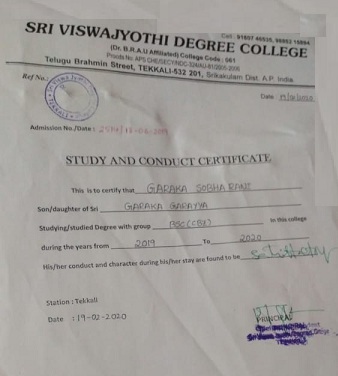 SRI VISWAJYOTHI DEGREE COLLEGE
(Dr. B.R.A.U Affiliated) College Code : 561
Telugu Brahmin Street, TEKKALI-532 201, Srikakulam Dist. A.P. India
Ref No.:
Date
Admission No./Date :
STUDY AND CONDUCT CERTIFICATE
This is to certify that GARAKA SOBHA RANI
Son/daughter of Sri GARAKA GARAYYA
Studying/studied Degree with group in this college
during the years from 2019 To 2020
His/her conduct and character during his/her stay are found to be
Station : Tekkali
Date : 19-02-2020
PRINCIPAL